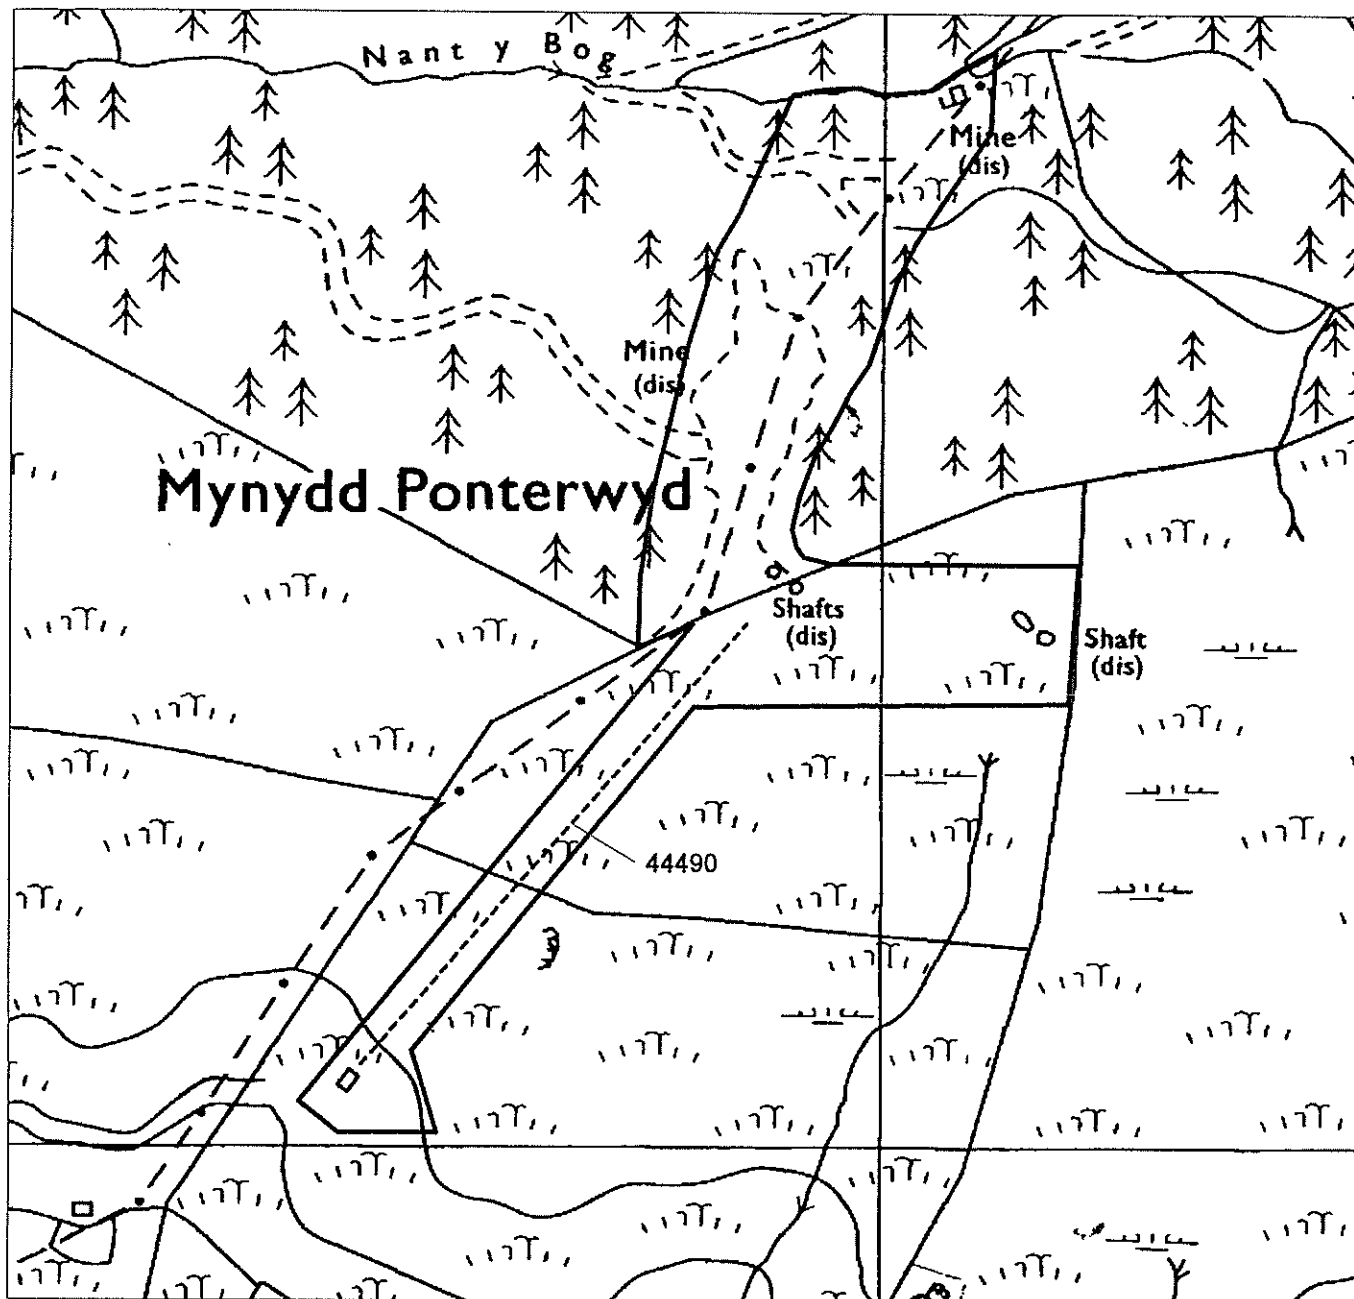 Nant y Bog
Mine
(dis)
Mine
(dis)
Mynydd Ponterwyd
Shafts
(dis)
Shaft
(dis)
44490